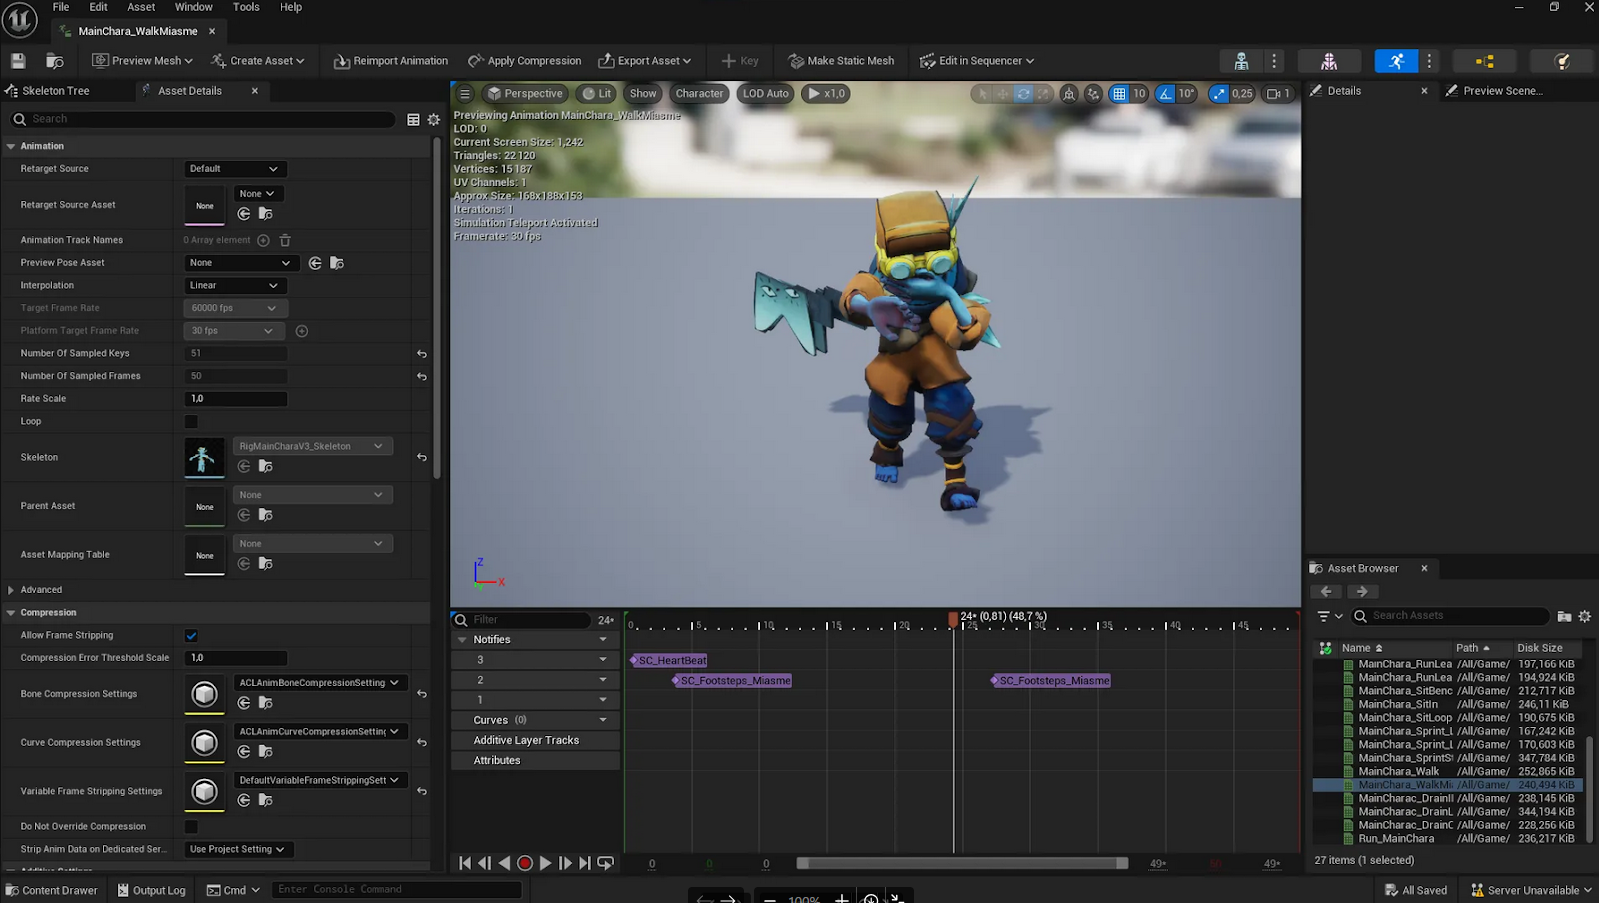 File Edit Asset Window Tools Help
MainChara_WalkMiasme
Preview Mesh Create Asset Reimport Animation Apply Compression Export Asset Key Make Static Mesh Edit in Sequencer
Skeleton Tree Asset Details
Search
Animation
Retarget Source Default
Retarget Source Asset None None
Animation Track Names 0 Array element
Preview Pose Asset None
Interpolation Linear
Target Frame Rate 60000 fps
Platform Target Frame Rate 30 fps
Number Of Sampled Keys 51
Number Of Sampled Frames 50
Rate Scale 1,0
Loop
Skeleton RigMainCharaV3_Skeleton
Parent Asset None None
Asset Mapping Table None None
Advanced
Compression
Allow Frame Stripping
Compression Error Threshold Scale 1,0
Bone Compression Settings ACLAnimBoneCompressionSetting
Curve Compression Settings ACLAnimCurveCompressionSetting
Variable Frame Stripping Settings DefaultVariableFrameStrippingSett
Do Not Override Compression
Strip Anim Data on Dedicated Ser... Use Project Setting
Perspective Lit Show Character LOD Auto x1,0 10 10° 0,25 1
Previewing Animation MainChara_WalkMiasme
LOD: 0
Current Screen Size: 1,242
Triangles: 22 120
Vertices: 15 187
UV Channels: 1
Approx Size: 168x188x153
Iterations: 1
Simulation Teleport Activated
Framerate: 30 fps
Z
X
Filter 24* 24* (0,81) (48,7 %)
0 5 10 15 20 25 30 35 40 45
Notifies
3 SC_HeartBeat
2 SC_Footsteps_Miasme SC_Footsteps_Miasme
1
Curves (0)
Additive Layer Tracks
Attributes
0 0 0 49* 50 49*
Details Preview Scene...
Asset Browser
Search Assets
Name Path Disk Size
MainChara_RunLea /All/Game/ 197,166 KiB
MainChara_RunLea /All/Game/ 194,924 KiB
MainChara_SitBenc /All/Game/ 212,717 KiB
MainChara_SitIn /All/Game/ 246,11 KiB
MainChara_SitLoop /All/Game/ 190,675 KiB
MainChara_Sprint_L /All/Game/ 167,242 KiB
MainChara_Sprint_L /All/Game/ 170,603 KiB
MainChara_SprintSt /All/Game/ 347,784 KiB
MainChara_Walk /All/Game/ 252,865 KiB
MainChara_WalkMi /All/Game/ 240,494 KiB
MainCharac_DrainI /All/Game/ 238,145 KiB
MainCharac_DrainL /All/Game/ 344,194 KiB
MainCharac_DrainC /All/Game/ 228,256 KiB
Run_MainChara /All/Game/ 236,217 KiB
27 items (1 selected)
Content Drawer Output Log Cmd Enter Console Command 100% All Saved Server Unavailable